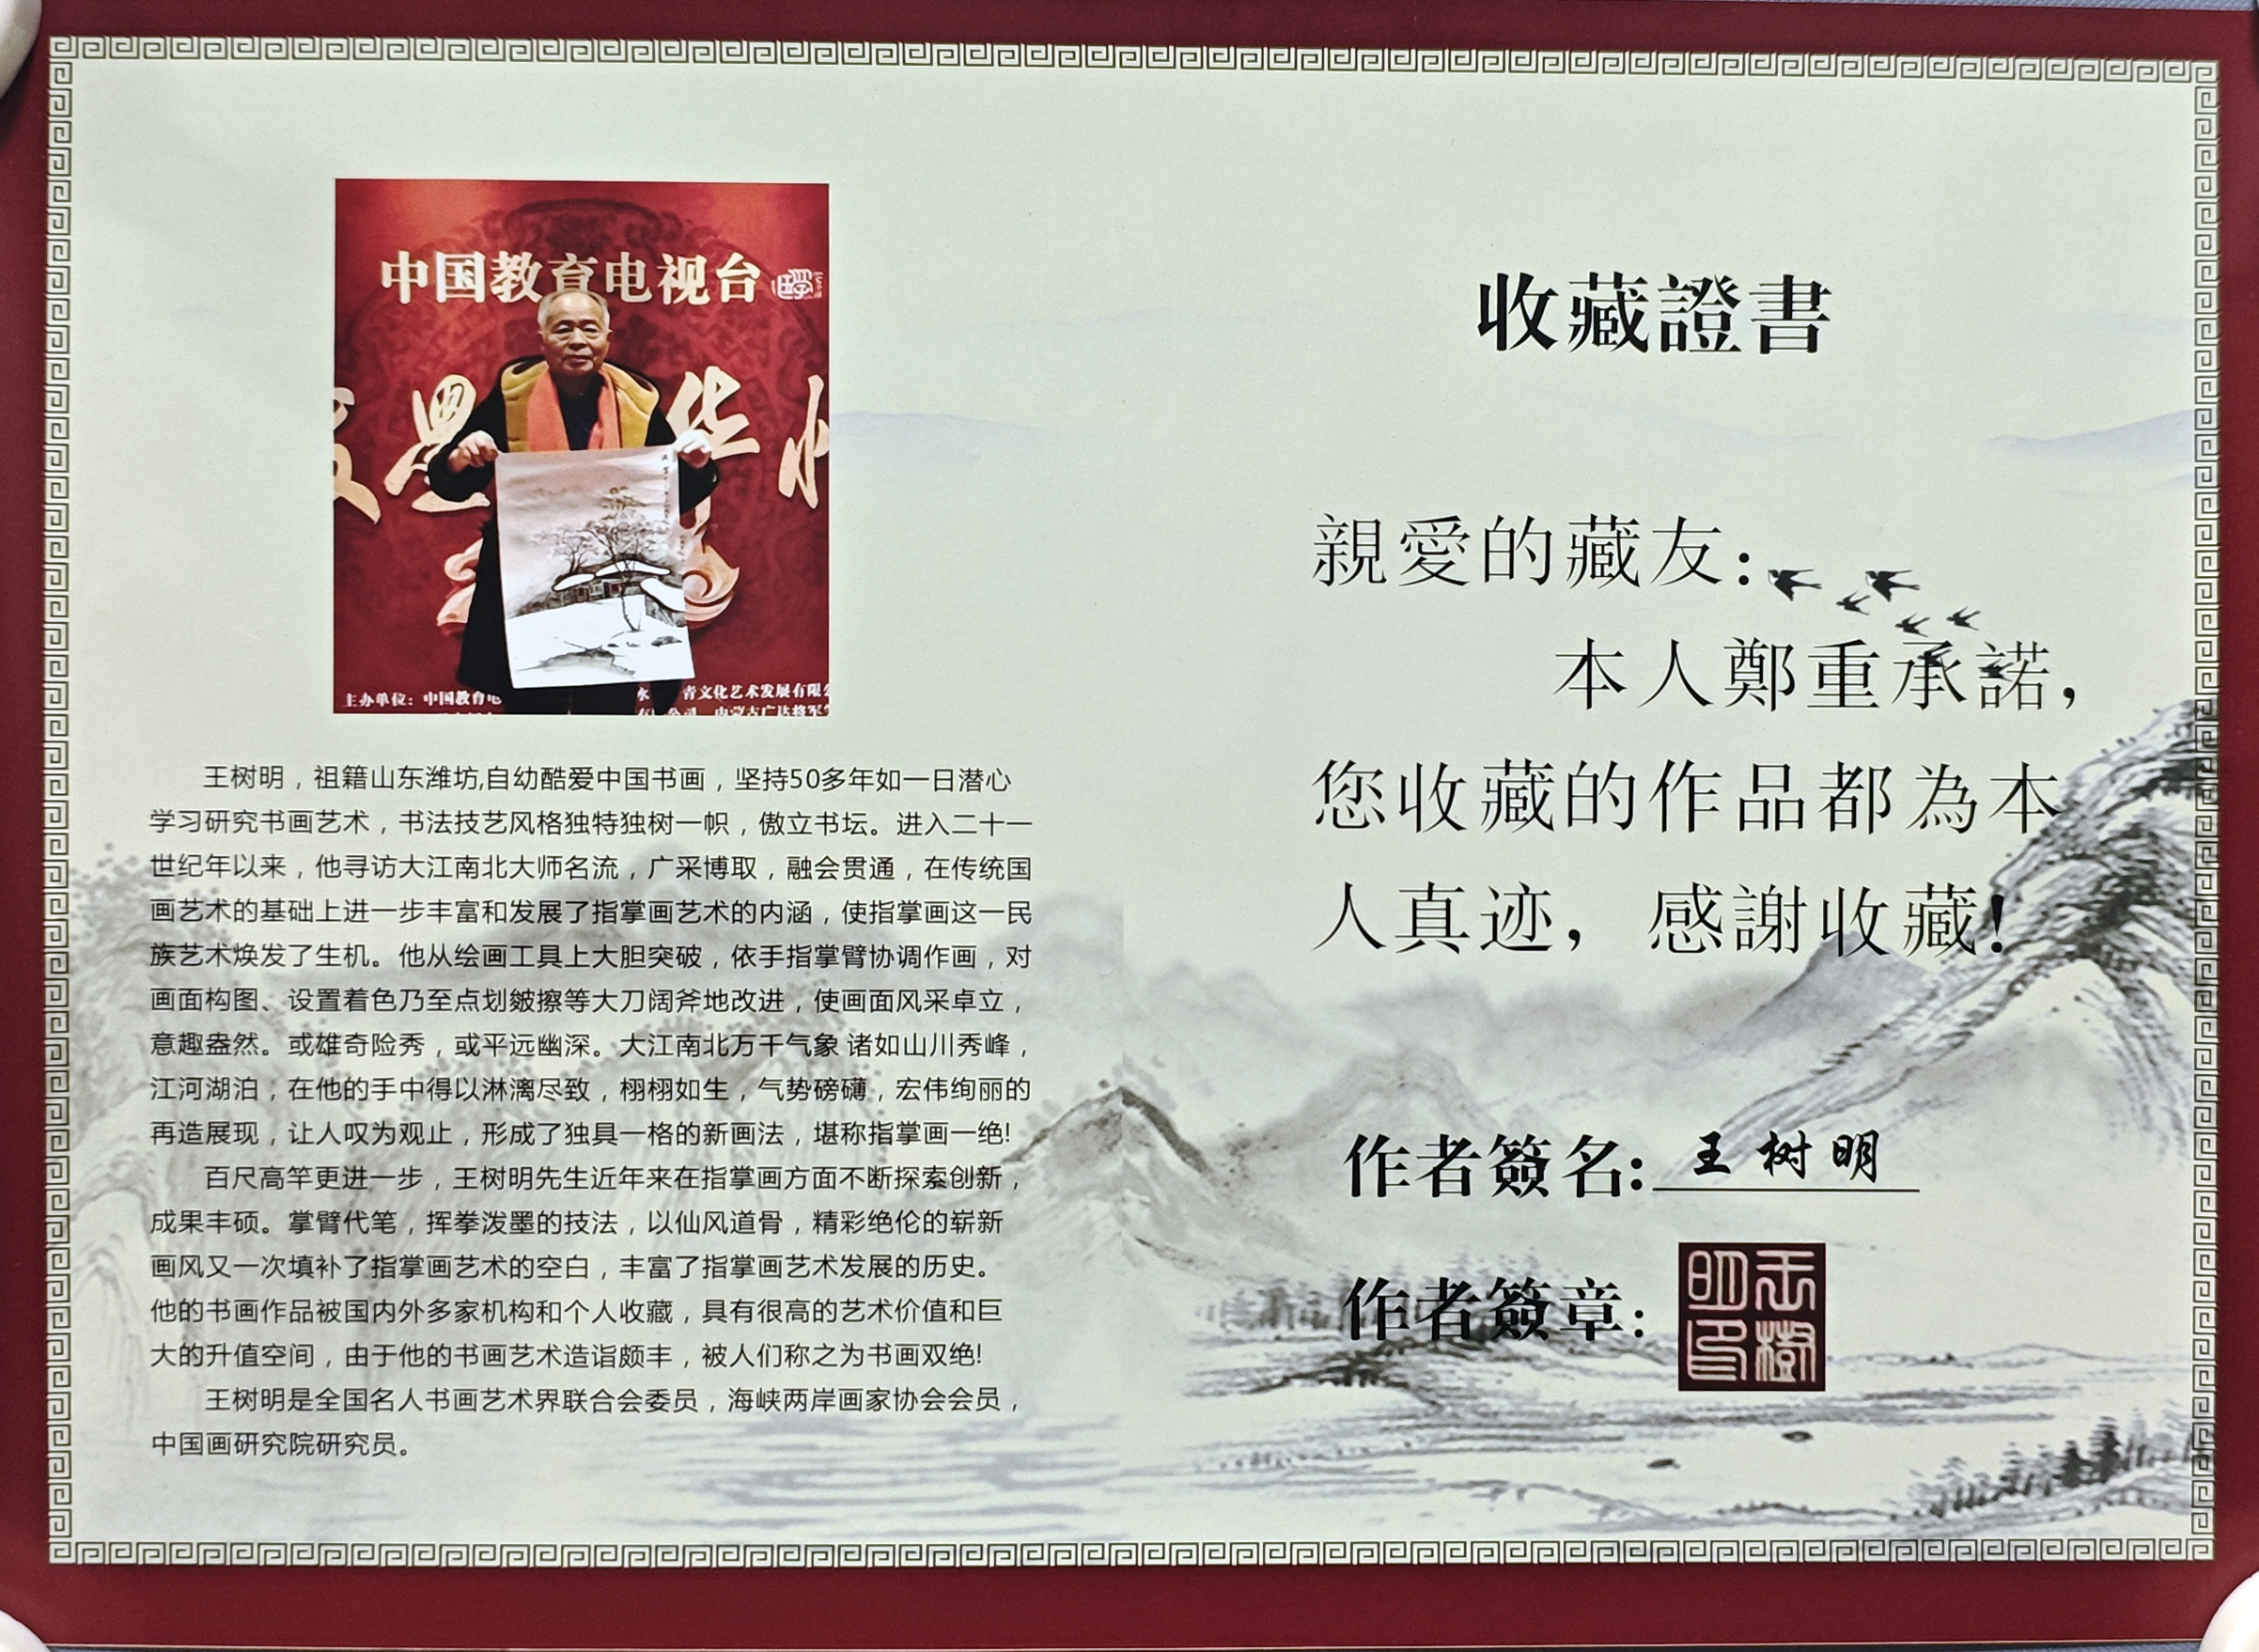 中国教育电视台
主办单位：中国教育电
青文化艺术发展有限
王树明，祖籍山东潍坊,自幼酷爱中国书画，坚持50多年如一日潜心
学习研究书画艺术，书法技艺风格独特独树一帜，傲立书坛。进入二十一
世纪年以来，他寻访大江南北大师名流，广采博取，融会贯通，在传统国
画艺术的基础上进一步丰富和发展了指掌画艺术的内涵，使指掌画这一民
族艺术焕发了生机。他从绘画工具上大胆突破，依手指掌臂协调作画，对
画面构图、设置着色乃至点划皴擦等大刀阔斧地改进，使画面风采卓立，
意趣盎然。或雄奇险秀，或平远幽深。大江南北万千气象 诸如山川秀峰，
江河湖泊；在他的手中得以淋漓尽致，栩栩如生，气势磅礴，宏伟绚丽的
再造展现，让人叹为观止，形成了独具一格的新画法，堪称指掌画一绝!
百尺高竿更进一步，王树明先生近年来在指掌画方面不断探索创新，
成果丰硕。掌臂代笔，挥拳泼墨的技法，以仙风道骨，精彩绝伦的崭新
画风又一次填补了指掌画艺术的空白，丰富了指掌画艺术发展的历史。
他的书画作品被国内外多家机构和个人收藏，具有很高的艺术价值和巨
大的升值空间，由于他的书画艺术造诣颇丰，被人们称之为书画双绝!
王树明是全国名人书画艺术界联合会委员，海峡两岸画家协会会员，
中国画研究院研究员。
收藏證書
親愛的藏友：
本人鄭重承諾，
您收藏的作品都為本
人真迹，感謝收藏!
作者簽名：王树明
作者簽章：
王樹明印